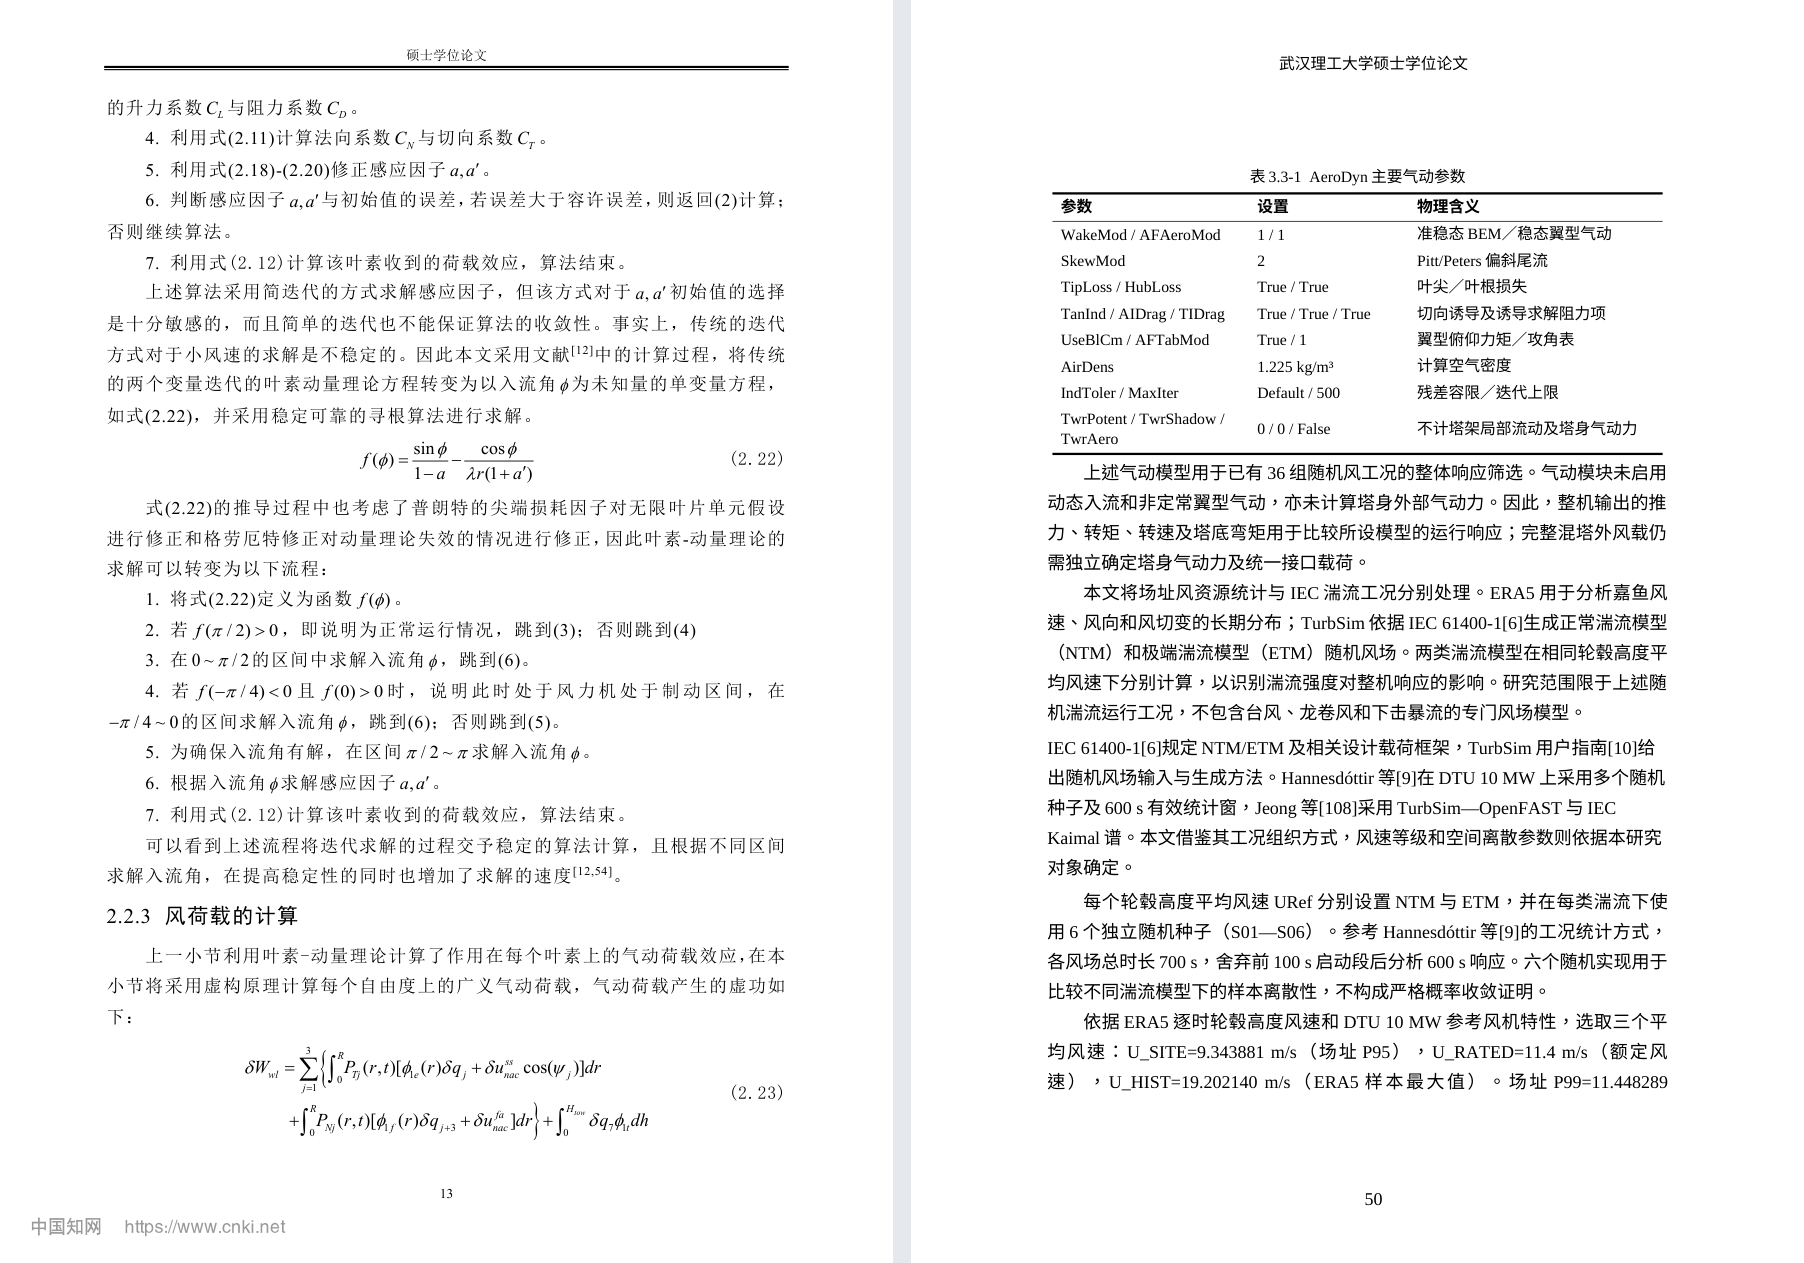 硕士学位论文
的升力系数 C_L 与阻力系数 C_D 。
4. 利用式(2.11)计算法向系数 C_N 与切向系数 C_T 。
5. 利用式(2.18)-(2.20)修正感应因子 a,a′ 。
6. 判断感应因子 a,a′ 与初始值的误差,若误差大于容许误差,则返回(2)计算;
否则继续算法。
7. 利用式(2.12)计算该叶素收到的荷载效应，算法结束。
上述算法采用简迭代的方式求解感应因子，但该方式对于 a,a′ 初始值的选择
是十分敏感的，而且简单的迭代也不能保证算法的收敛性。事实上，传统的迭代
方式对于小风速的求解是不稳定的。因此本文采用文献[12]中的计算过程，将传统
的两个变量迭代的叶素动量理论方程转变为以入流角 ϕ 为未知量的单变量方程，
如式(2.22)，并采用稳定可靠的寻根算法进行求解。
f(ϕ) = sinϕ/(1−a) − cosϕ/(λr(1+a′)) (2.22)
式(2.22)的推导过程中也考虑了普朗特的尖端损耗因子对无限叶片单元假设
进行修正和格劳厄特修正对动量理论失效的情况进行修正,因此叶素-动量理论的
求解可以转变为以下流程：
1. 将式(2.22)定义为函数 f(ϕ) 。
2. 若 f(π/2)>0，即说明为正常运行情况，跳到(3)；否则跳到(4)
3. 在 0~π/2 的区间中求解入流角 ϕ，跳到(6)。
4. 若 f(−π/4)<0 且 f(0)>0 时，说明此时处于风力机处于制动区间，在
−π/4~0 的区间求解入流角 ϕ，跳到(6)；否则跳到(5)。
5. 为确保入流角有解，在区间 π/2~π 求解入流角 ϕ。
6. 根据入流角 ϕ 求解感应因子 a,a′ 。
7. 利用式(2.12)计算该叶素收到的荷载效应，算法结束。
可以看到上述流程将迭代求解的过程交予稳定的算法计算，且根据不同区间
求解入流角，在提高稳定性的同时也增加了求解的速度[12,54]。
2.2.3 风荷载的计算
上一小节利用叶素-动量理论计算了作用在每个叶素上的气动荷载效应,在本
小节将采用虚构原理计算每个自由度上的广义气动荷载，气动荷载产生的虚功如
下：
δW_wl = ∑_{j=1}^{3} {∫_0^R P_Tj(r,t)[ϕ_1e(r)δq_j + δu_nac^ss cos(ψ_j)]dr
+∫_0^R P_Nj(r,t)[ϕ_1f(r)δq_{j+3} + δu_nac^fa]dr} + ∫_0^{H_tow} δq_7ϕ_1t dh (2.23)
13
中国知网 https://www.cnki.net
武汉理工大学硕士学位论文
表 3.3-1 AeroDyn 主要气动参数
参数 设置 物理含义
WakeMod / AFAeroMod 1 / 1 准稳态 BEM／稳态翼型气动
SkewMod 2 Pitt/Peters 偏斜尾流
TipLoss / HubLoss True / True 叶尖／叶根损失
TanInd / AIDrag / TIDrag True / True / True 切向诱导及诱导求解阻力项
UseBlCm / AFTabMod True / 1 翼型俯仰力矩／攻角表
AirDens 1.225 kg/m³ 计算空气密度
IndToler / MaxIter Default / 500 残差容限／迭代上限
TwrPotent / TwrShadow /
TwrAero 0 / 0 / False 不计塔架局部流动及塔身气动力
上述气动模型用于已有 36 组随机风工况的整体响应筛选。气动模块未启用
动态入流和非定常翼型气动，亦未计算塔身外部气动力。因此，整机输出的推
力、转矩、转速及塔底弯矩用于比较所设模型的运行响应；完整混塔外风载仍
需独立确定塔身气动力及统一接口载荷。
本文将场址风资源统计与 IEC 湍流工况分别处理。ERA5 用于分析嘉鱼风
速、风向和风切变的长期分布；TurbSim 依据 IEC 61400-1[6]生成正常湍流模型
（NTM）和极端湍流模型（ETM）随机风场。两类湍流模型在相同轮毂高度平
均风速下分别计算，以识别湍流强度对整机响应的影响。研究范围限于上述随
机湍流运行工况，不包含台风、龙卷风和下击暴流的专门风场模型。
IEC 61400-1[6]规定 NTM/ETM 及相关设计载荷框架，TurbSim 用户指南[10]给
出随机风场输入与生成方法。Hannesdóttir 等[9]在 DTU 10 MW 上采用多个随机
种子及 600 s 有效统计窗，Jeong 等[108]采用 TurbSim—OpenFAST 与 IEC
Kaimal 谱。本文借鉴其工况组织方式，风速等级和空间离散参数则依据本研究
对象确定。
每个轮毂高度平均风速 URef 分别设置 NTM 与 ETM，并在每类湍流下使
用 6 个独立随机种子（S01—S06）。参考 Hannesdóttir 等[9]的工况统计方式，
各风场总时长 700 s，舍弃前 100 s 启动段后分析 600 s 响应。六个随机实现用于
比较不同湍流模型下的样本离散性，不构成严格概率收敛证明。
依据 ERA5 逐时轮毂高度风速和 DTU 10 MW 参考风机特性，选取三个平
均风速：U_SITE=9.343881 m/s（场址 P95），U_RATED=11.4 m/s（额定风
速），U_HIST=19.202140 m/s（ERA5 样本最大值）。场址 P99=11.448289
50